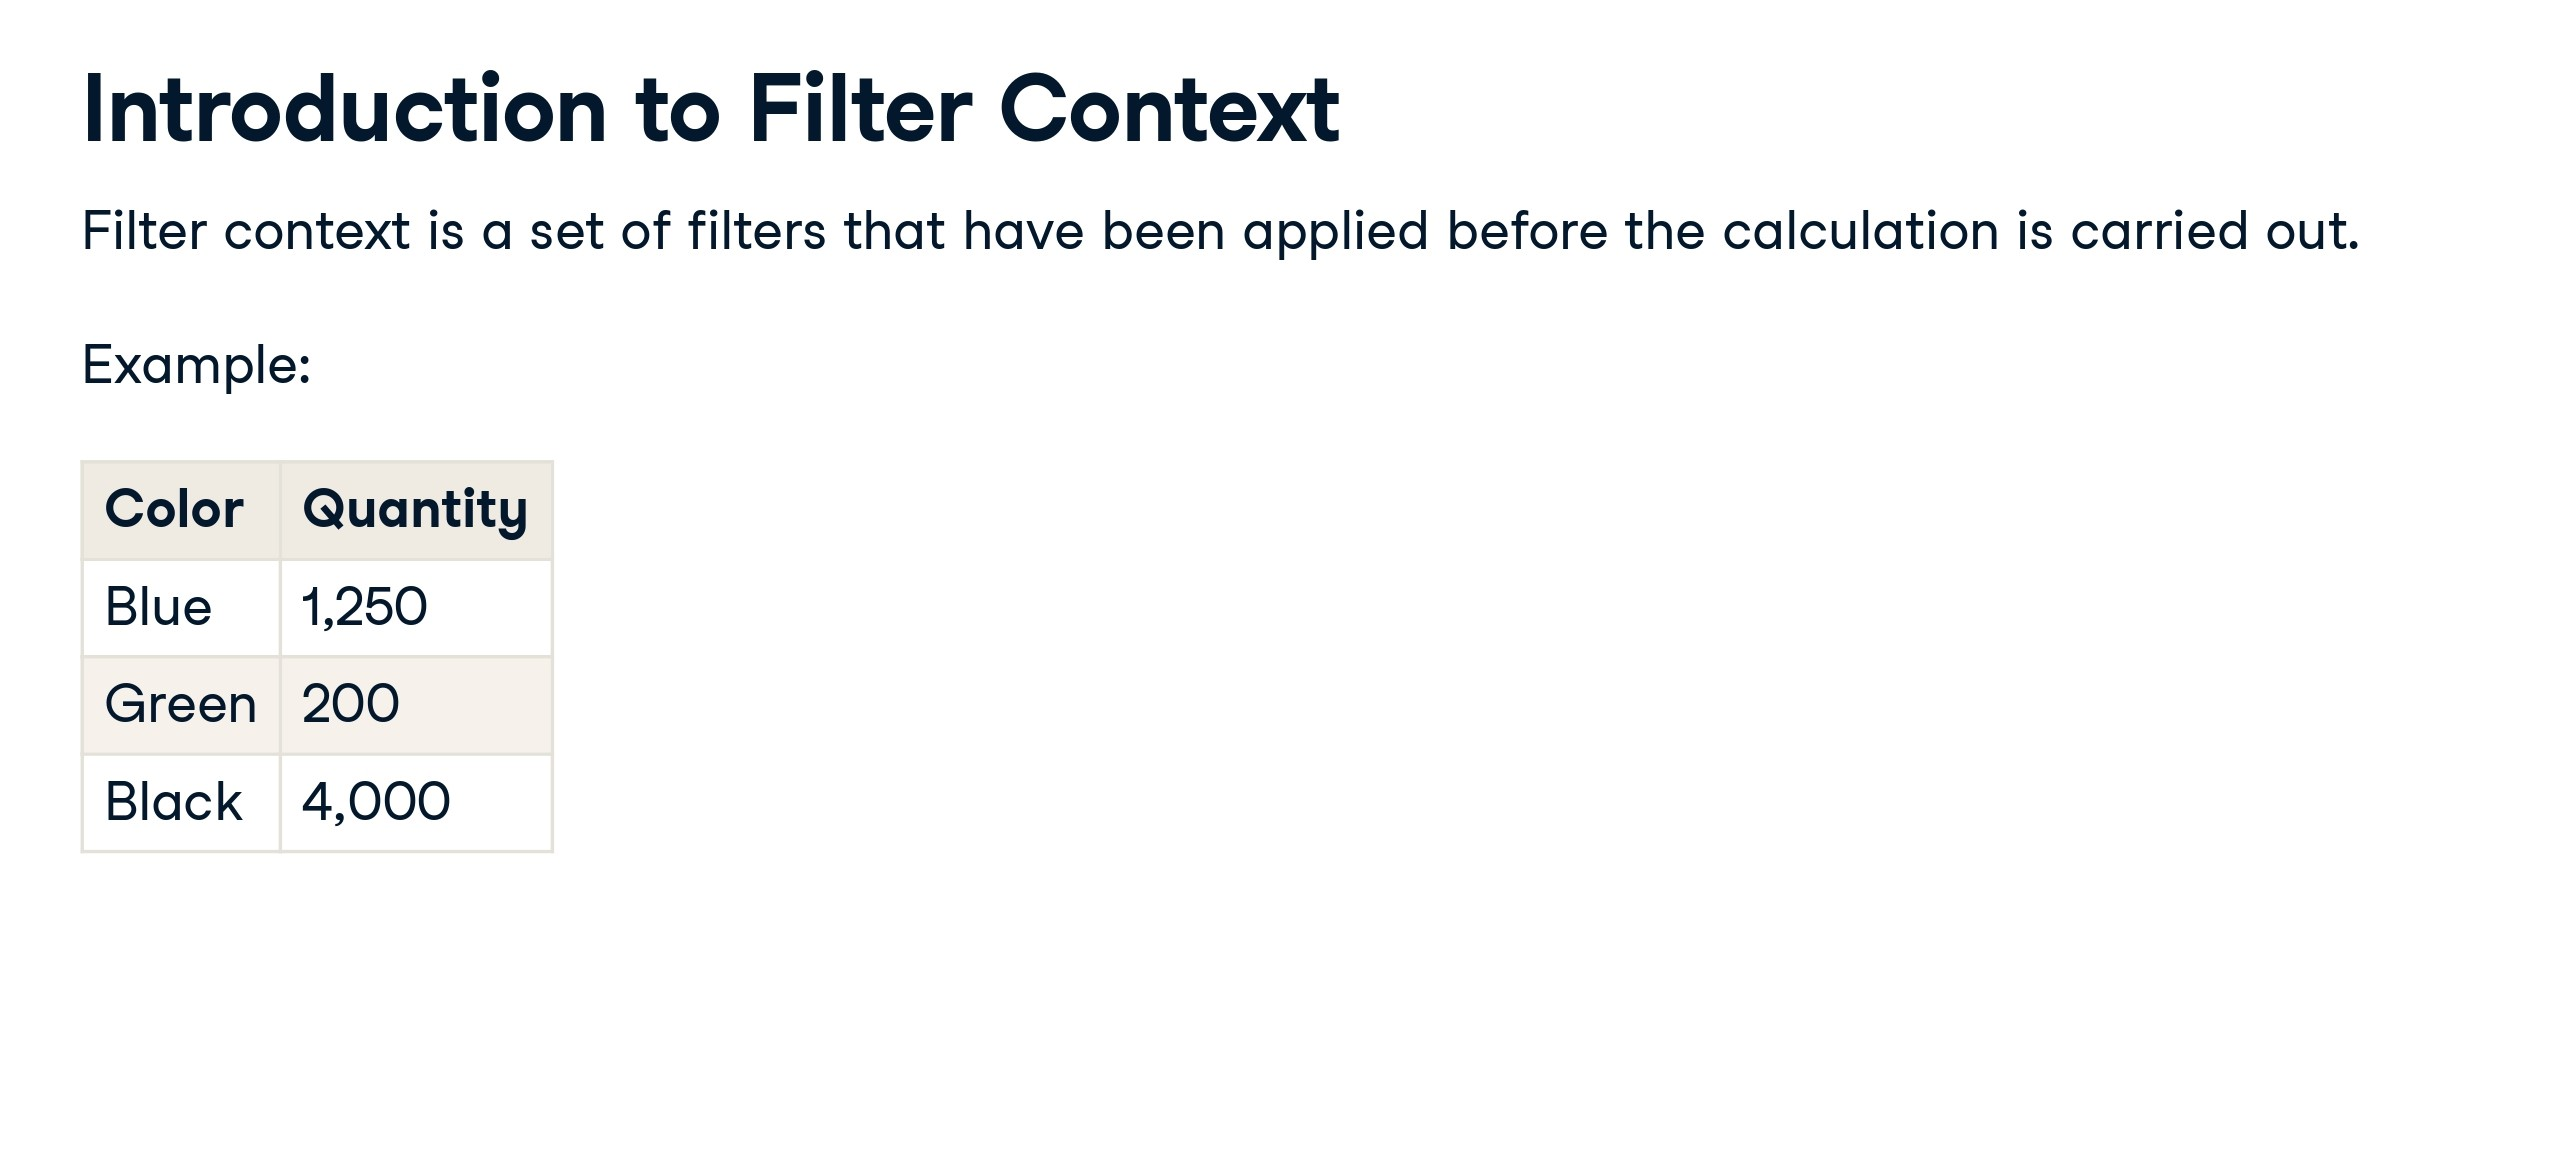 Introduction to Filter Context
Filter context is a set of filters that have been applied before the calculation is carried out.
Example:
Color Quantity
Blue 1,250
Green 200
Black 4,000